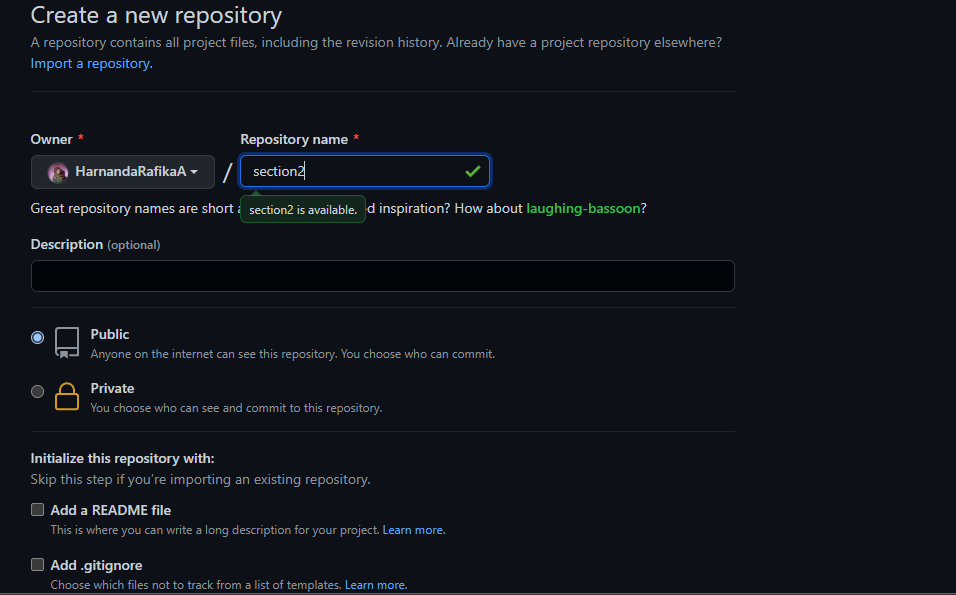 Create a new repository
A repository contains all project files, including the revision history. Already have a project repository elsewhere?
Import a repository.
Owner * Repository name *
HarnandaRafikaA / section2
Great repository names are short a d inspiration? How about laughing-bassoon?
section2 is available.
Description (optional)
Public
Anyone on the internet can see this repository. You choose who can commit.
Private
You choose who can see and commit to this repository.
Initialize this repository with:
Skip this step if you’re importing an existing repository.
Add a README file
This is where you can write a long description for your project. Learn more.
Add .gitignore
Choose which files not to track from a list of templates. Learn more.